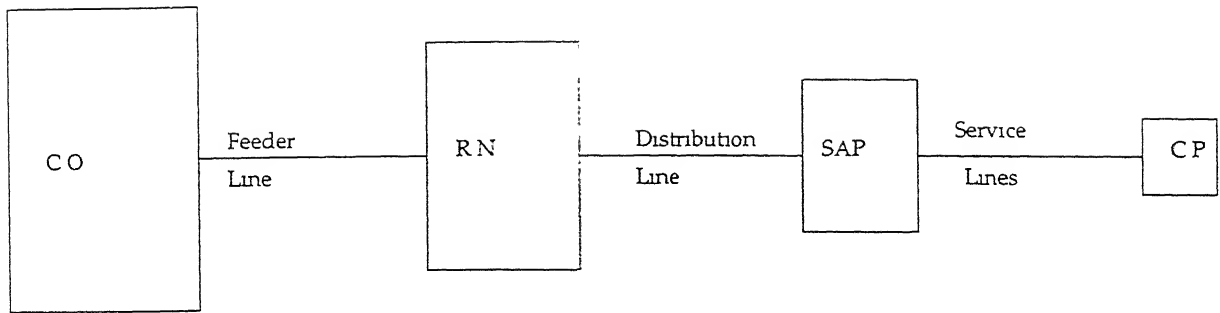 CO
Feeder
Line
RN
Distribution
Line
SAP
Service
Lines
CP